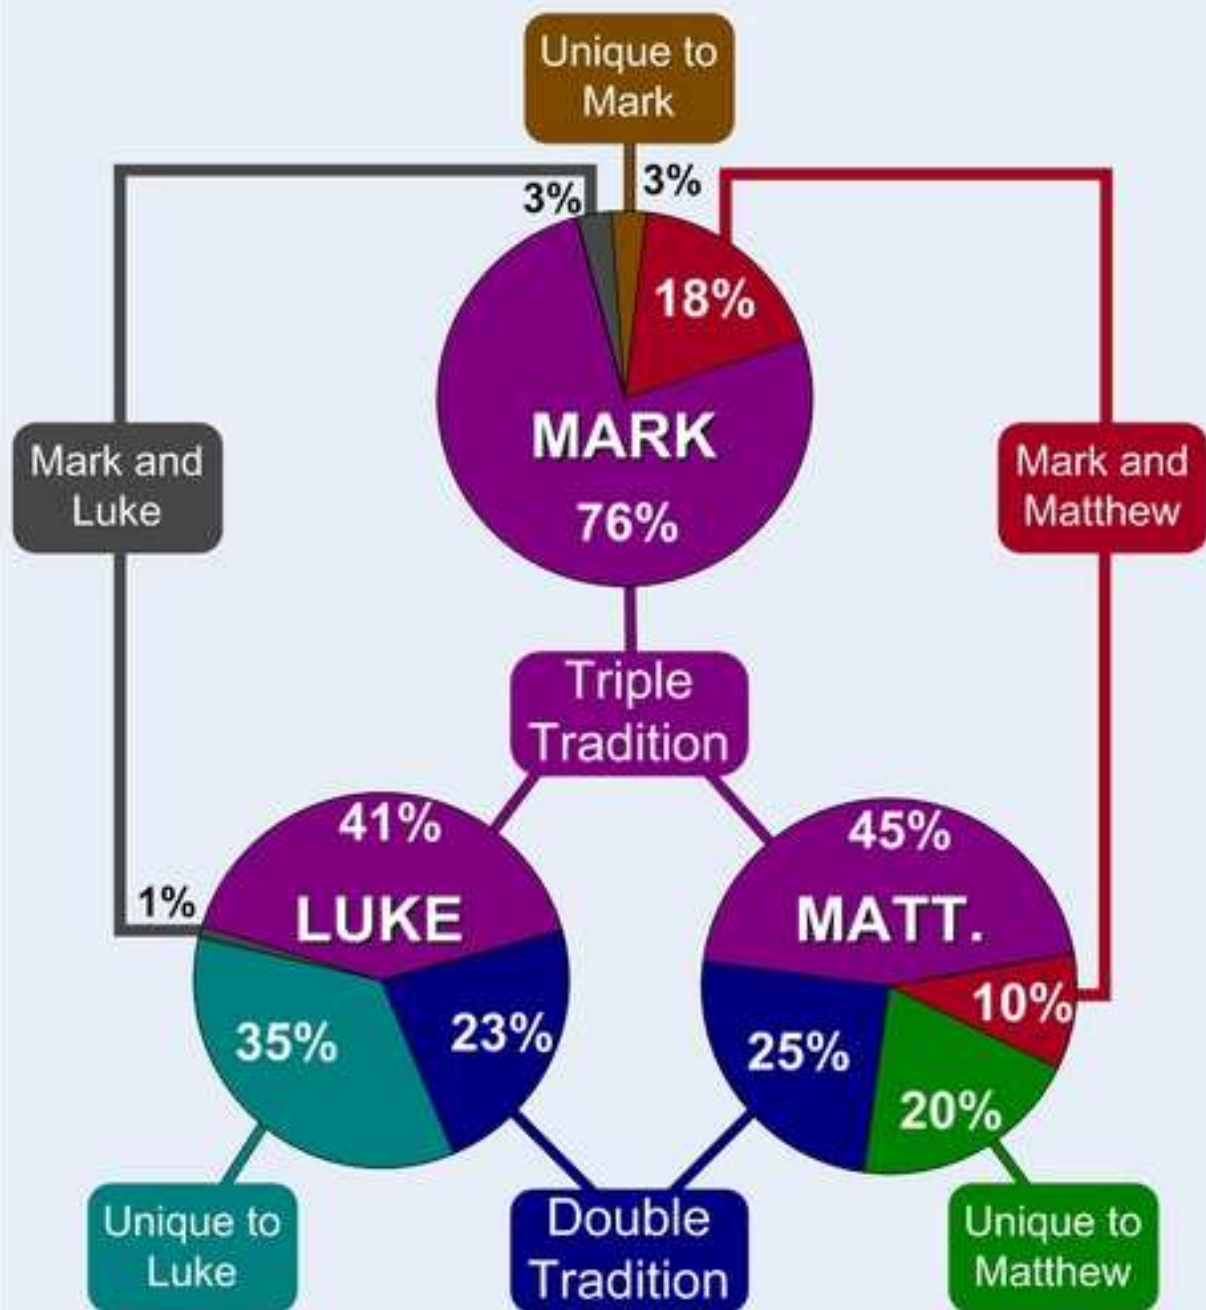 Unique to
Mark
3%
3%
18%
MARK
76%
Mark and
Luke
Mark and
Matthew
Triple
Tradition
41%
LUKE
1%
35%
23%
45%
MATT.
10%
25%
20%
Unique to
Luke
Double
Tradition
Unique to
Matthew